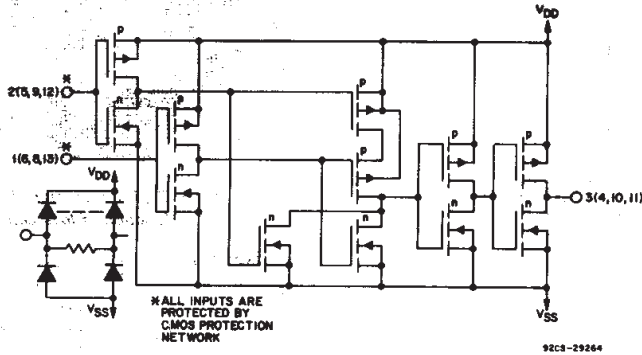 p
VDD
*
2(5,9,12)
n
p
p
*
1(6,8,13)
n
p
p
p
VDD
n
n
n
n
n
3(4,10,11)
VSS
VSS
*ALL INPUTS ARE
PROTECTED BY
CMOS PROTECTION
NETWORK
92CS-29264